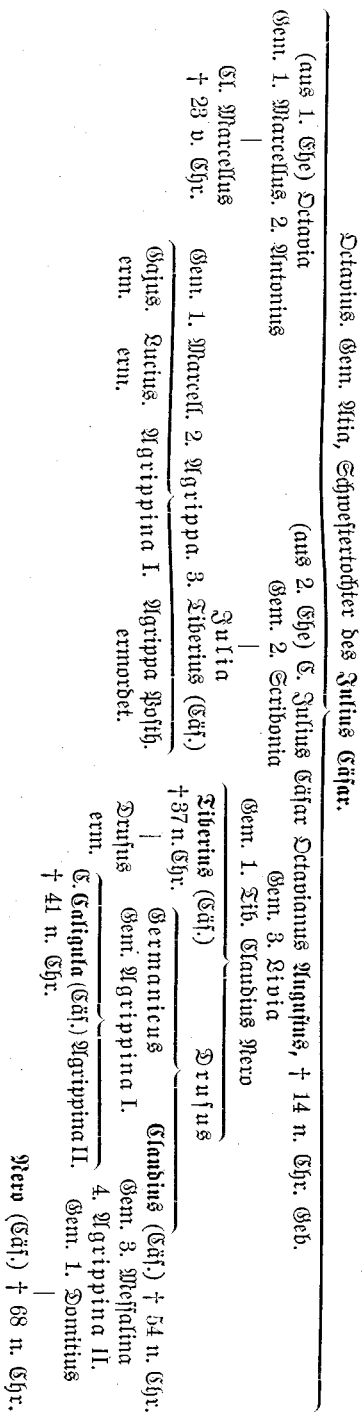 Octavius. Gem. Atia, Schwestertochter des Julius Cäsar.
(aus 1. Ehe) Octavia
Gem. 1. Marcellus. 2. Antonius
Cl. Marcellus
† 23 v. Chr.
(aus 2. Ehe) C. Julius Cäsar Octavianus Augustus, † 14 n. Chr. Geb.
Gem. 2. Scribonia
Gem. 3. Livia
Julia
Gem. 1. Tib. Claudius Nero
Gem. 1. Marcell. 2. Agrippa. 3. Tiberius (Cäs.)
Gajus. Lucius. Agrippina I. Agrippa Posth.
erm. erm. ermordet.
Tiberius (Cäs.) Drusus
† 37 n. Chr.
Drusus
erm.
Germanicus
Gem. Agrippina I.
Claudius (Cäs.) † 54 n. Chr.
Gem. 3. Messalina
4. Agrippina II.
C. Caligula (Cäs.) Agrippina II.
† 41 n. Chr.
Gem. 1. Domitius
Nero (Cäs.) † 68 n. Chr.